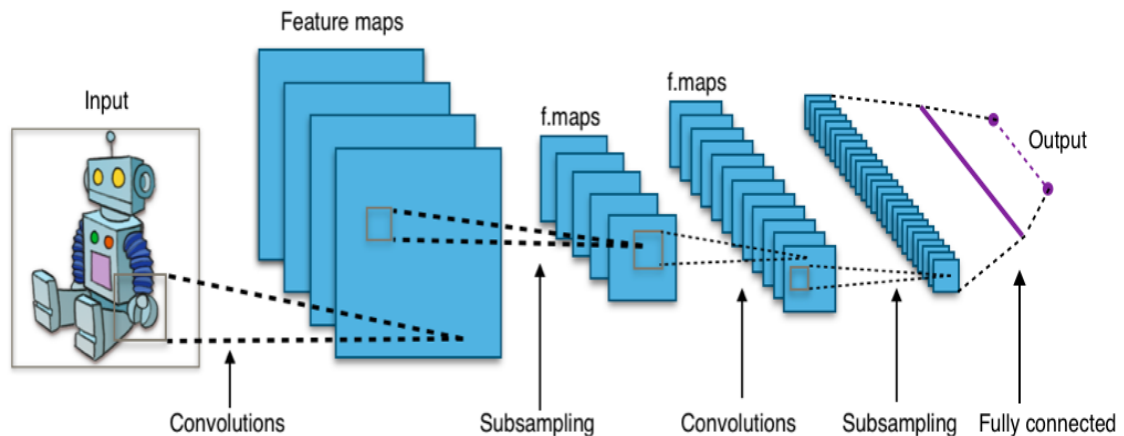 Feature maps
Input
f.maps
f.maps
Output
Convolutions
Subsampling
Convolutions
Subsampling
Fully connected